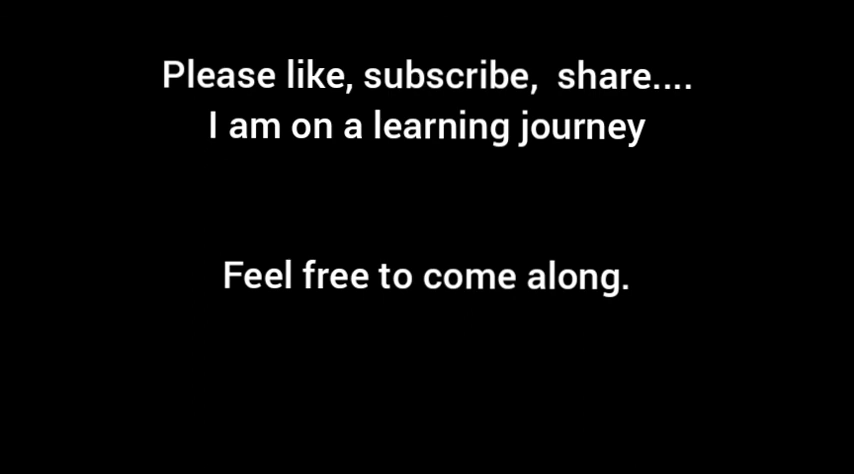 Please like, subscribe,  share....
I am on a learning journey
Feel free to come along.